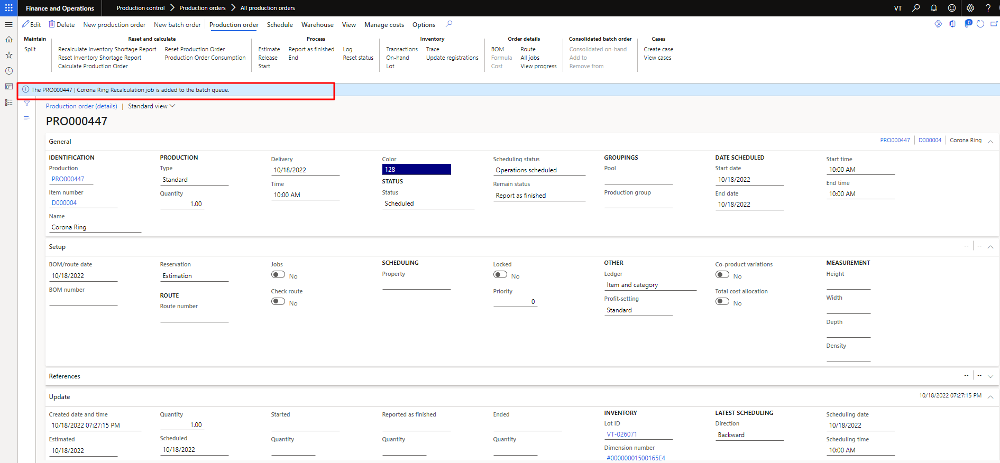 Finance and Operations
Production control > Production orders > All production orders
VT
Edit Delete New production order New batch order Production order Schedule Warehouse View Manage costs Options
0
Maintain
Split
Reset and calculate
Recalculate Inventory Shortage Report Reset Production Order
Reset Inventory Shortage Report Production Order Consumption
Calculate Production Order
Process
Estimate Report as finished Log
Release End Reset status
Start
Inventory
Transactions Trace
On-hand Update registrations
Lot
Order details
BOM Route
Formula All jobs
Cost View progress
Consolidated batch order
Consolidated on-hand
Add to
Remove from
Cases
Create case
View cases
The PRO000447 | Corona Ring Recalculation job is added to the batch queue.
Production order (details) | Standard view
PRO000447
General
PRO000447 D000004 Corona Ring
IDENTIFICATION
Production
PRO000447
Item number
D000004
Name
Corona Ring
PRODUCTION
Type
Standard
Quantity
1.00
Delivery
10/18/2022
Time
10:00 AM
Color
128
STATUS
Status
Scheduled
Scheduling status
Operations scheduled
Remain status
Report as finished
GROUPINGS
Pool
Production group
DATE SCHEDULED
Start date
10/18/2022
End date
10/18/2022
Start time
10:00 AM
End time
10:00 AM
Setup
-- --
BOM/route date
10/18/2022
BOM number
Reservation
Estimation
ROUTE
Route number
Jobs
No
Check route
No
SCHEDULING
Property
Locked
No
Priority
0
OTHER
Ledger
Item and category
Profit-setting
Standard
Co-product variations
No
Total cost allocation
No
MEASUREMENT
Height
Width
Depth
Density
References
-- --
Update
10/18/2022 07:27:15 PM
Created date and time
10/18/2022 07:27:15 PM
Estimated
10/18/2022
Quantity
1.00
Scheduled
10/18/2022
Started
Quantity
Reported as finished
Quantity
Ended
Quantity
INVENTORY
Lot ID
VT-026071
Dimension number
#00000001500165E4
LATEST SCHEDULING
Direction
Backward
Scheduling date
10/18/2022
Scheduling time
10:00 AM